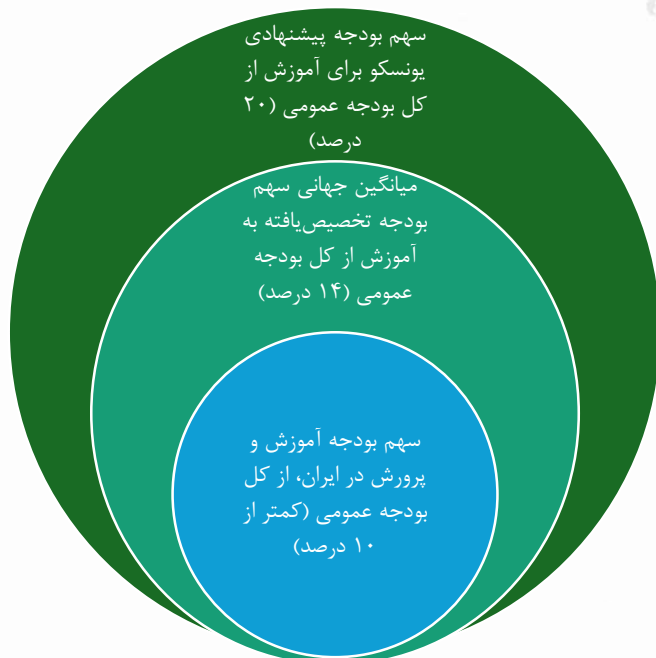 سهم بودجه پیشنهادی
یونسکو برای آموزش از
کل بودجه عمومی (۲۰
درصد)
میانگین جهانی سهم
بودجه تخصیص‌یافته به
آموزش از کل بودجه
عمومی (۱۴ درصد)
سهم بودجه آموزش و
پرورش در ایران، از کل
بودجه عمومی (کمتر از
۱۰ درصد)